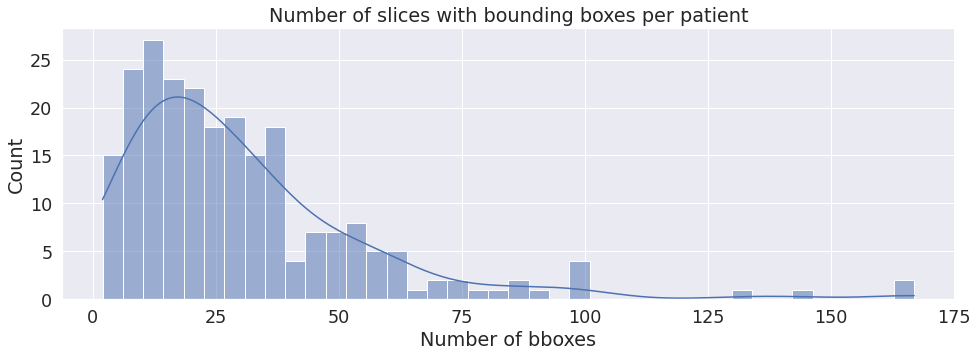 Number of slices with bounding boxes per patient
Count
25
20
15
10
5
0
0 25 50 75 100 125 150 175
Number of bboxes